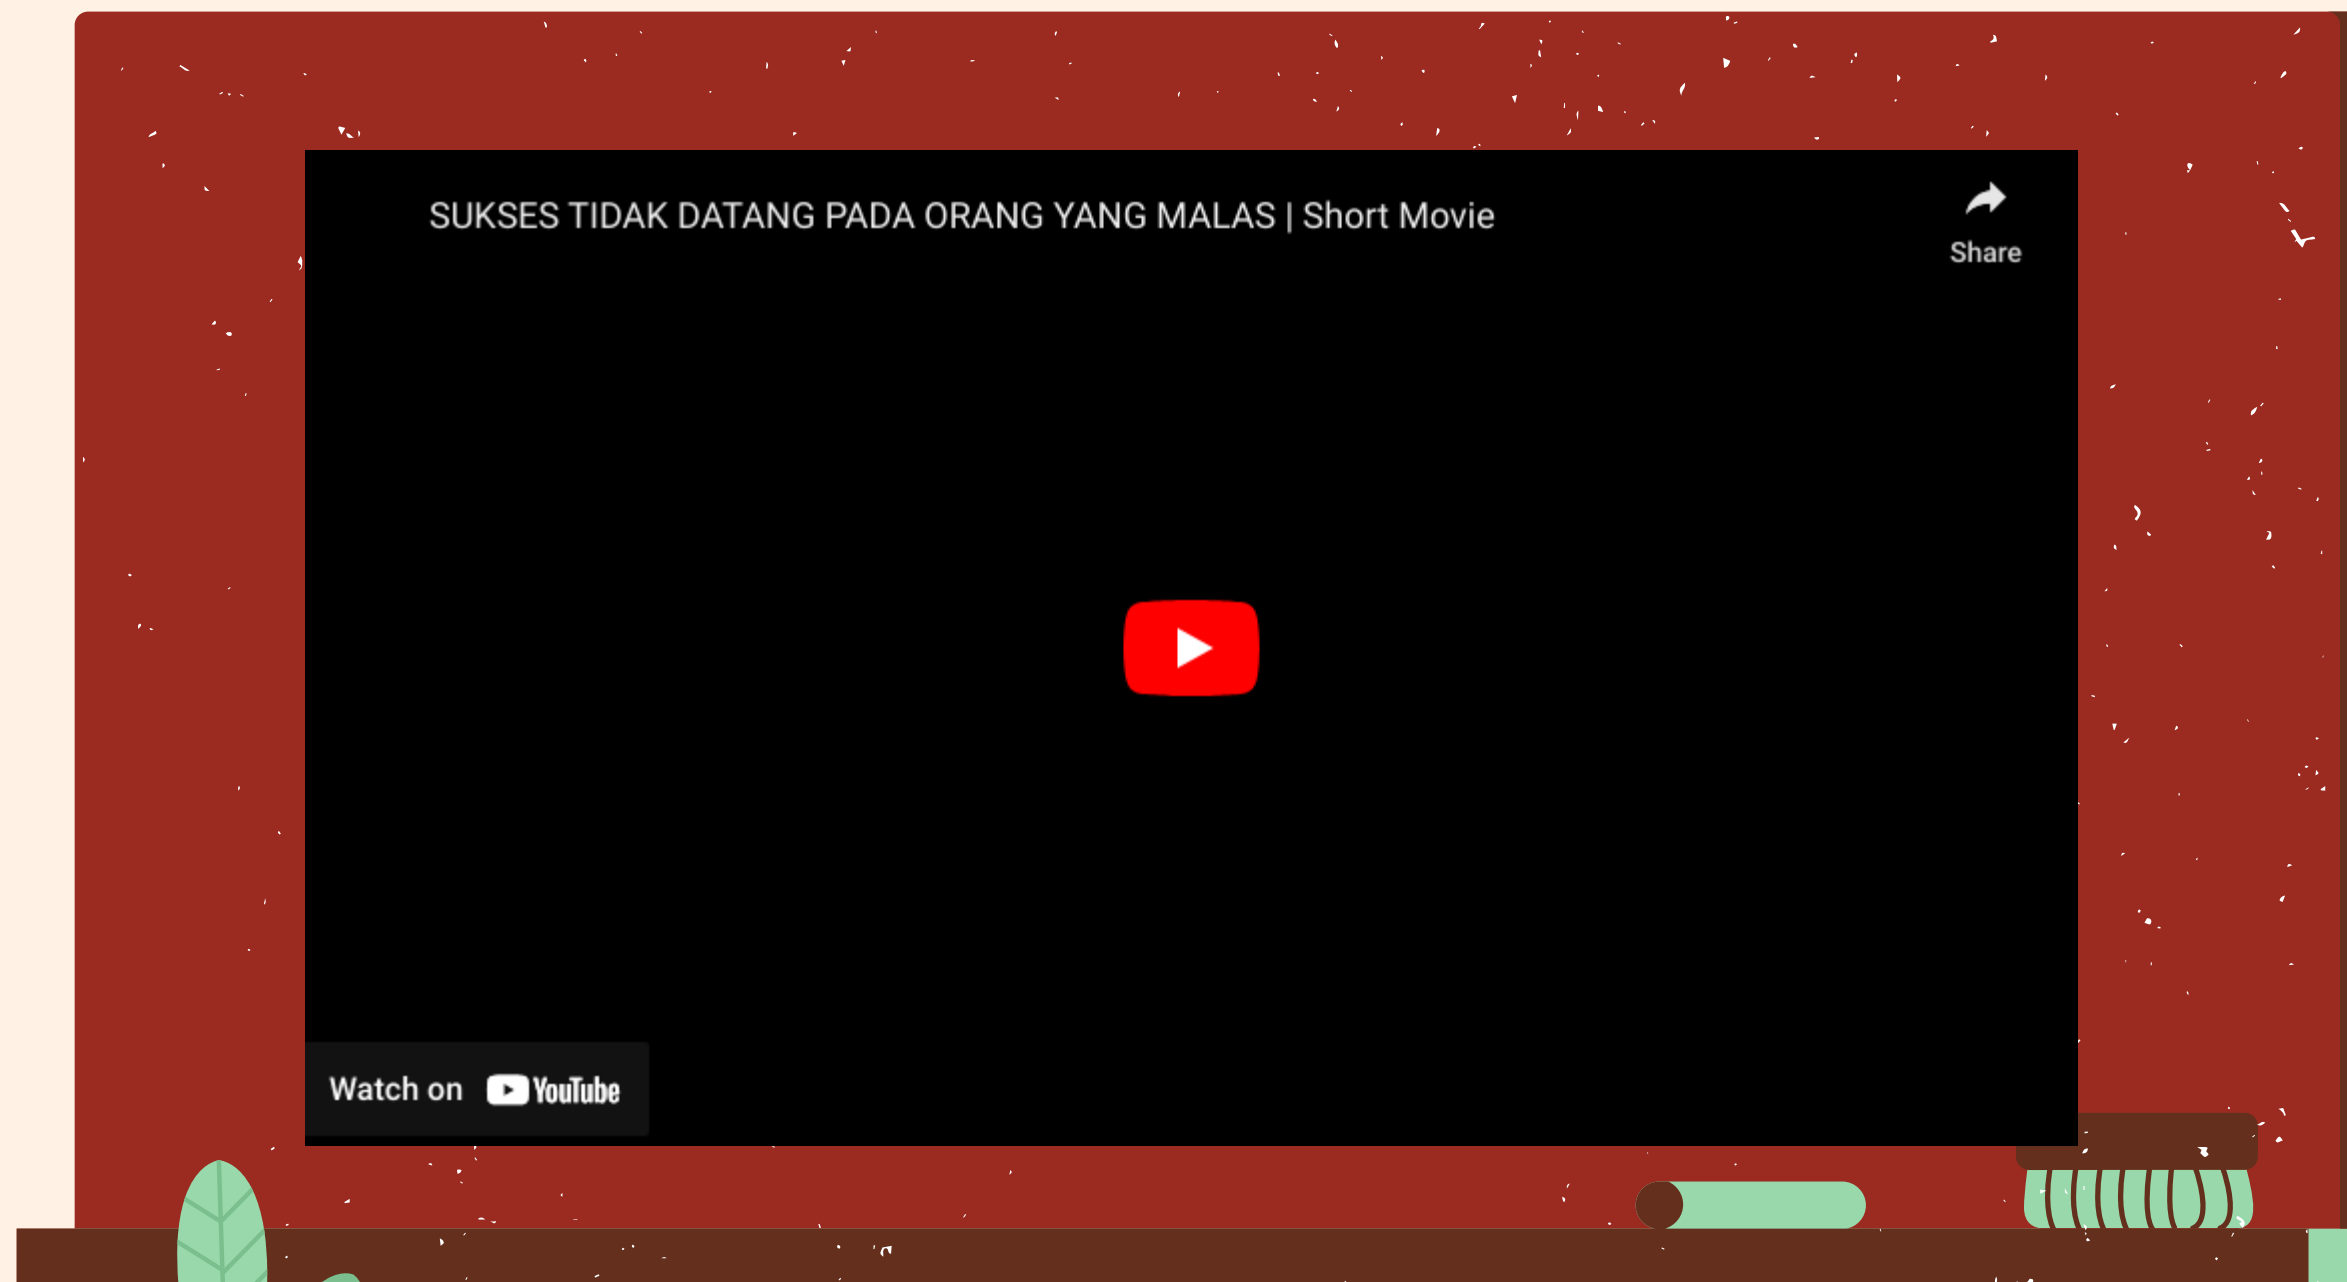 SUKSES TIDAK DATANG PADA ORANG YANG MALAS | Short Movie
Share
Watch on YouTube